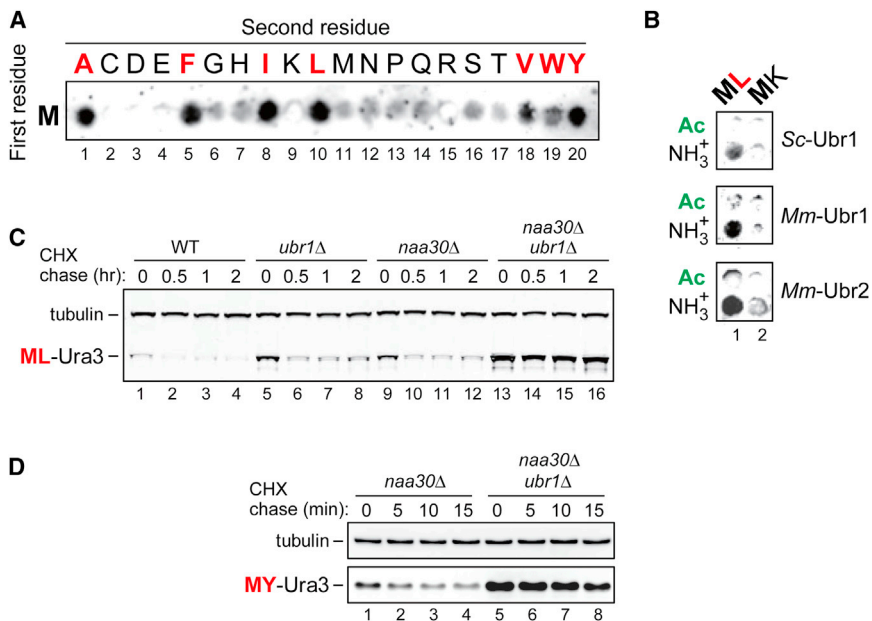 A
Second residue
A C D E F G H I K L M N P Q R S T V W Y
First residue
M
1 2 3 4 5 6 7 8 9 10 11 12 13 14 15 16 17 18 19 20
B
ML MK
Ac
NH3+
Sc-Ubr1
Ac
NH3+
Mm-Ubr1
Ac
NH3+
Mm-Ubr2
1 2
C
WT ubr1Δ naa30Δ naa30Δ ubr1Δ
CHX
chase (hr): 0 0.5 1 2 0 0.5 1 2 0 0.5 1 2 0 0.5 1 2
tubulin –
ML-Ura3 –
1 2 3 4 5 6 7 8 9 10 11 12 13 14 15 16
D
naa30Δ naa30Δ ubr1Δ
CHX
chase (min): 0 5 10 15 0 5 10 15
tubulin –
MY-Ura3 –
1 2 3 4 5 6 7 8